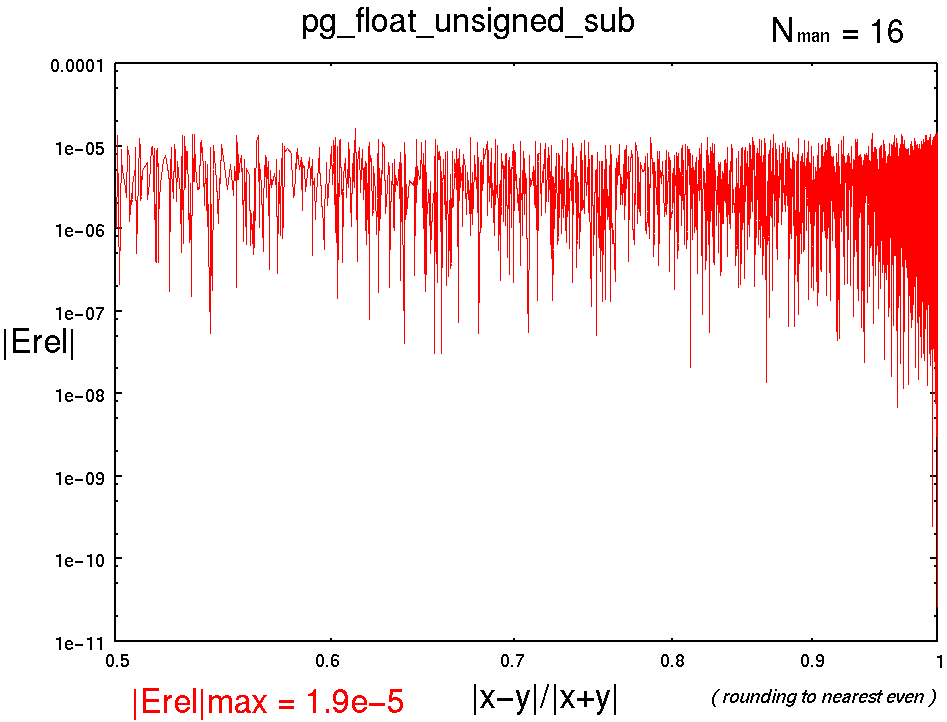 pg_float_unsigned_sub
Nman = 16
0.0001
1e-05
1e-06
1e-07
|Erel|
1e-08
1e-09
1e-10
1e-11
0.5 0.6 0.7 0.8 0.9 1
|Erel|max = 1.9e-5
|x-y|/|x+y|
( rounding to nearest even )